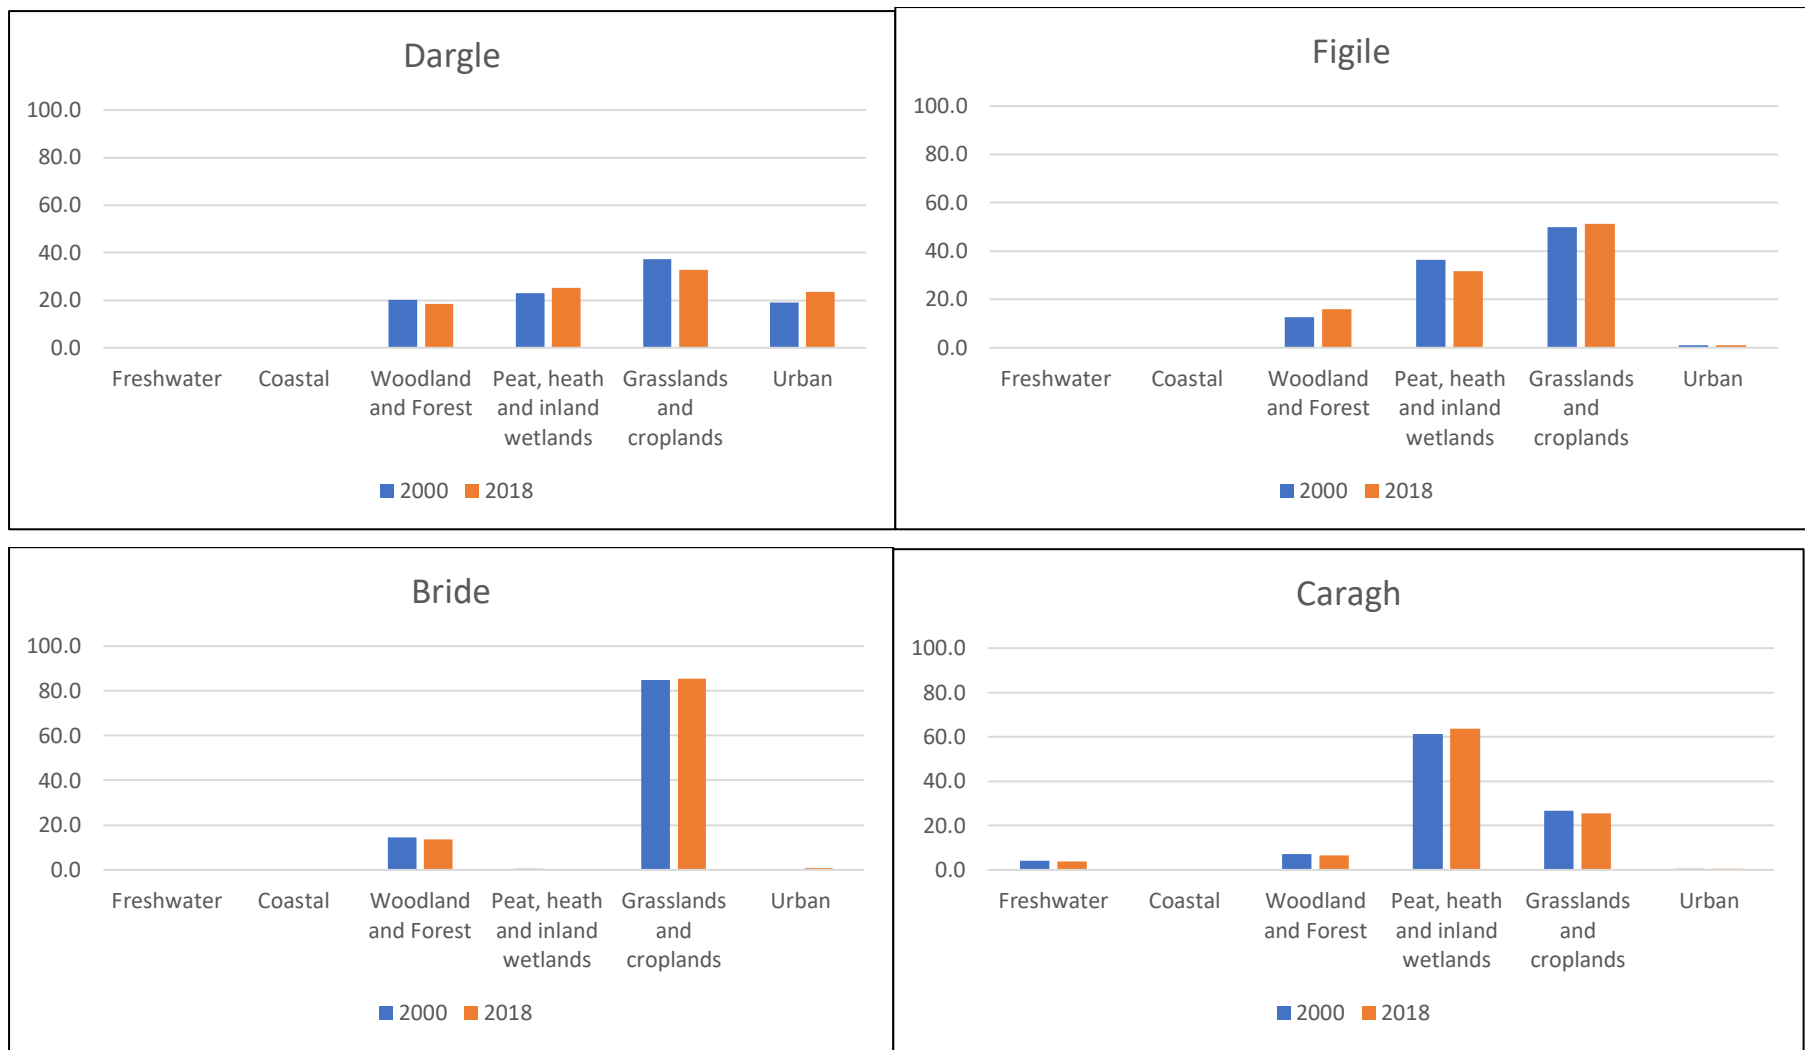 Dargle
100.0
80.0
60.0
40.0
20.0
0.0
Freshwater Coastal Woodland Peat, heath Grasslands Urban
and Forest and inland and
wetlands croplands
2000 2018
Figile
100.0
80.0
60.0
40.0
20.0
0.0
Freshwater Coastal Woodland Peat, heath Grasslands Urban
and Forest and inland and
wetlands croplands
2000 2018
Bride
100.0
80.0
60.0
40.0
20.0
0.0
Freshwater Coastal Woodland Peat, heath Grasslands Urban
and Forest and inland and
wetlands croplands
2000 2018
Caragh
100.0
80.0
60.0
40.0
20.0
0.0
Freshwater Coastal Woodland Peat, heath Grasslands Urban
and Forest and inland and
wetlands croplands
2000 2018